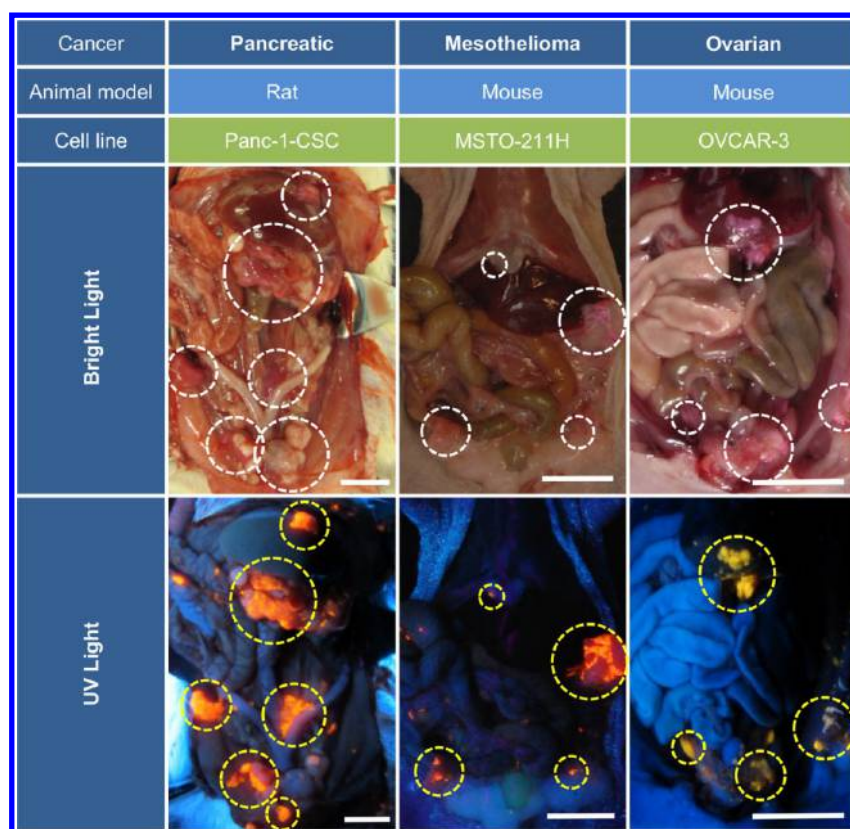 Cancer Pancreatic Mesothelioma Ovarian
Animal model Rat Mouse Mouse
Cell line Panc-1-CSC MSTO-211H OVCAR-3
Bright Light
UV Light